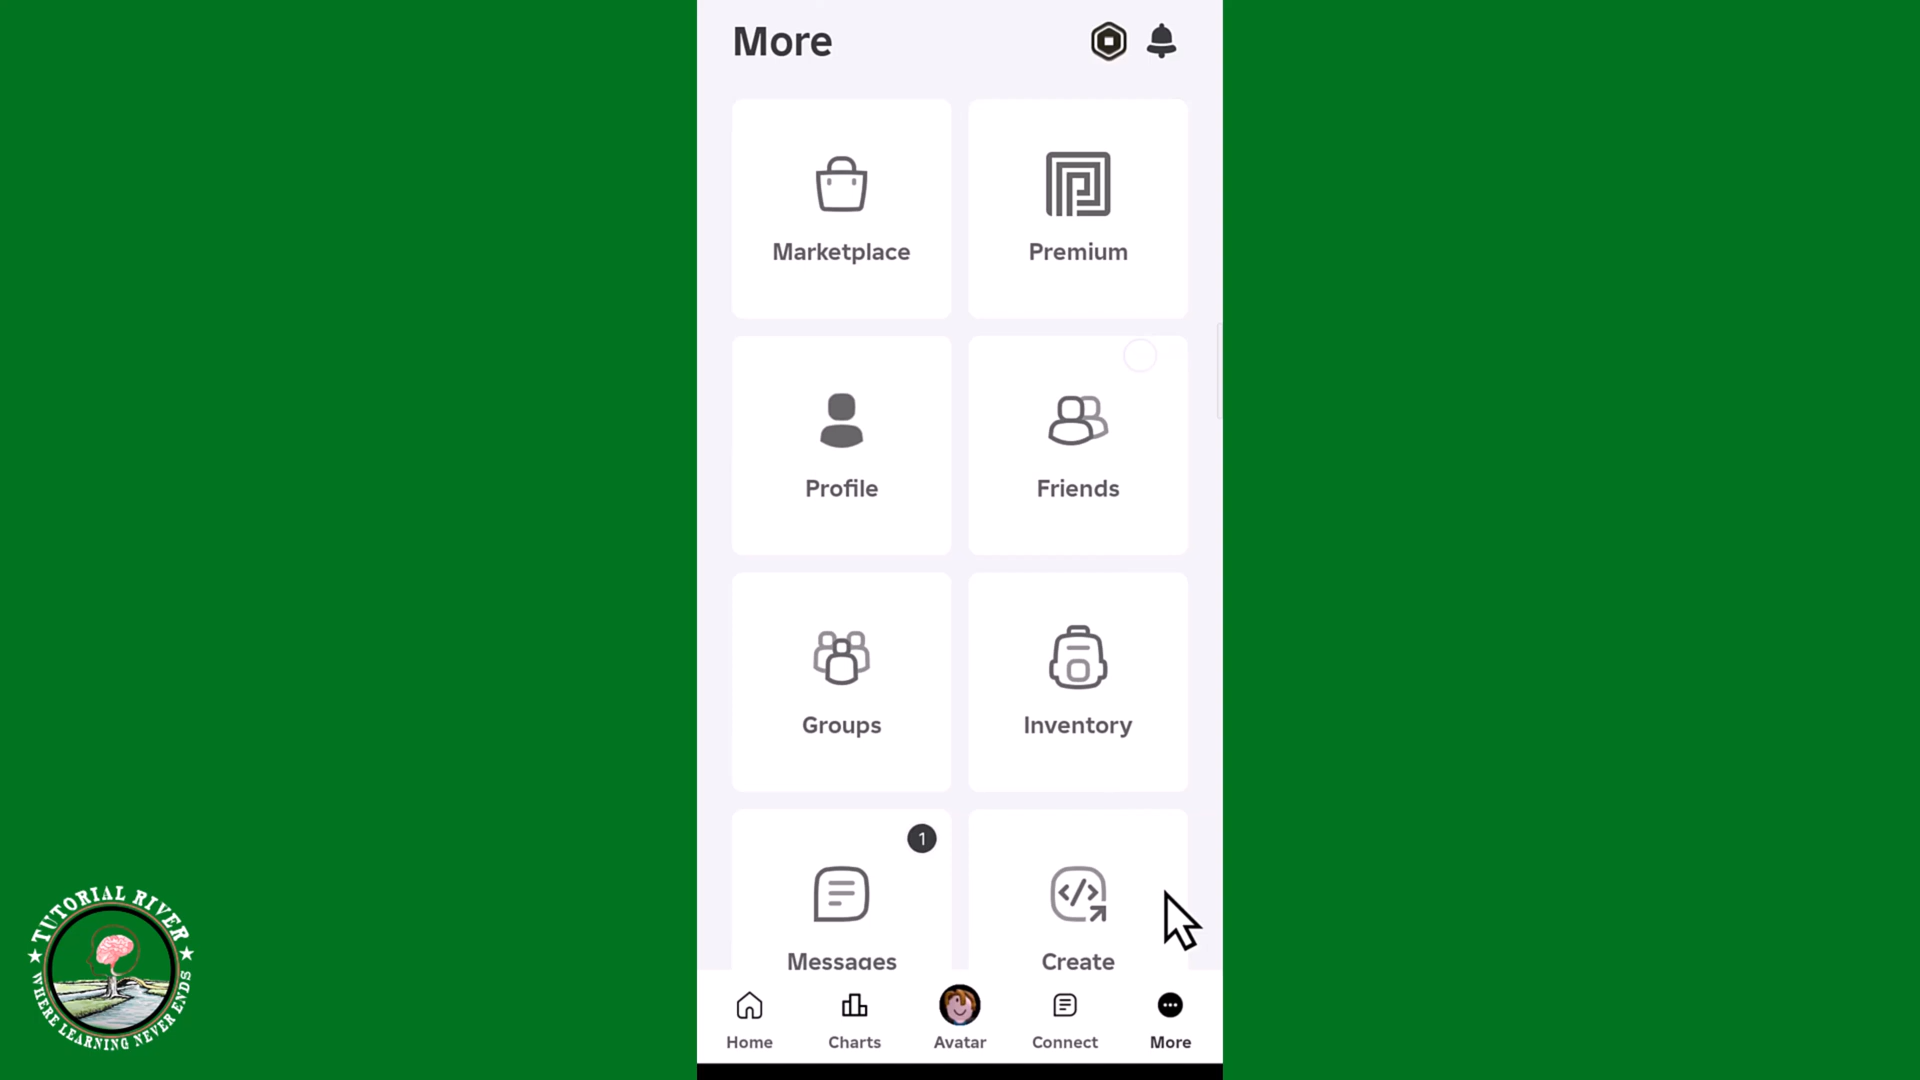 More
Marketplace
Premium
Profile
Friends
Groups
Inventory
1
Messages
Create
Home
Charts
Avatar
Connect
More
TUTORIAL RIVER
WHERE LEARNING NEVER ENDS